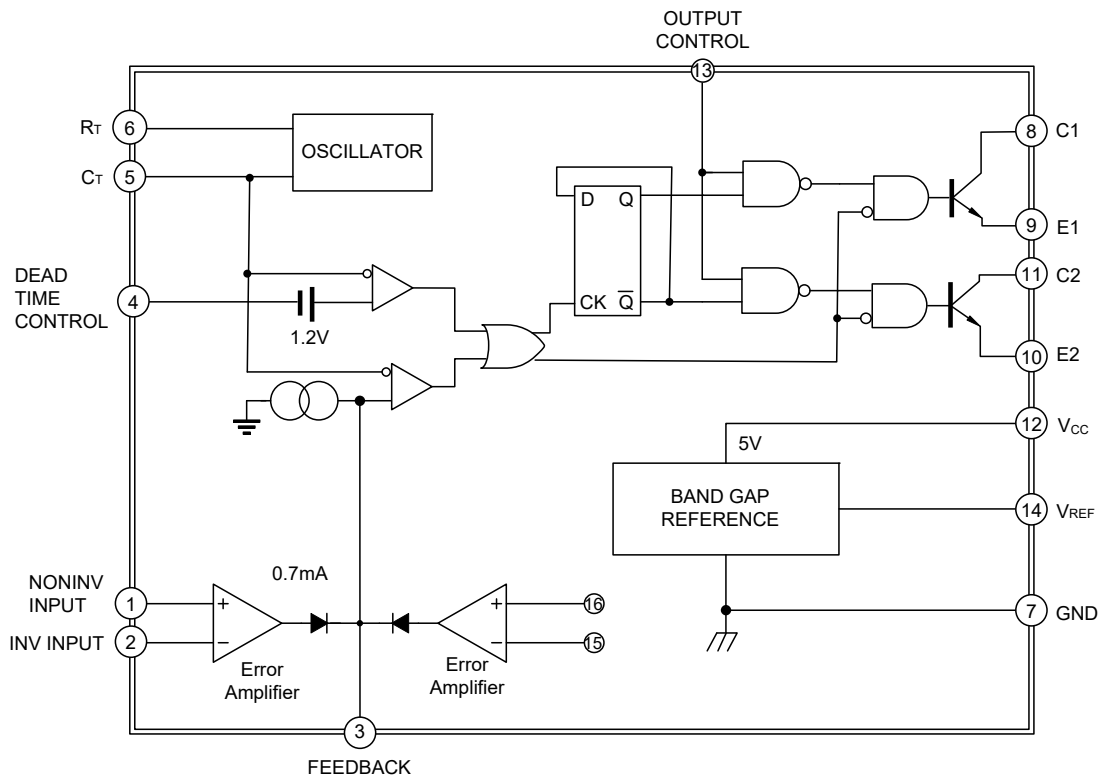 OUTPUT
CONTROL
13
RT
6
OSCILLATOR
8
C1
CT
5
D
Q
9
E1
DEAD
TIME
CONTROL
4
1.2V
CK
Q̅
11
C2
10
E2
12
VCC
5V
BAND GAP
REFERENCE
14
VREF
NONINV
INPUT
1
INV INPUT
2
+
−
0.7mA
+
−
16
15
7
GND
Error
Amplifier
Error
Amplifier
3
FEEDBACK